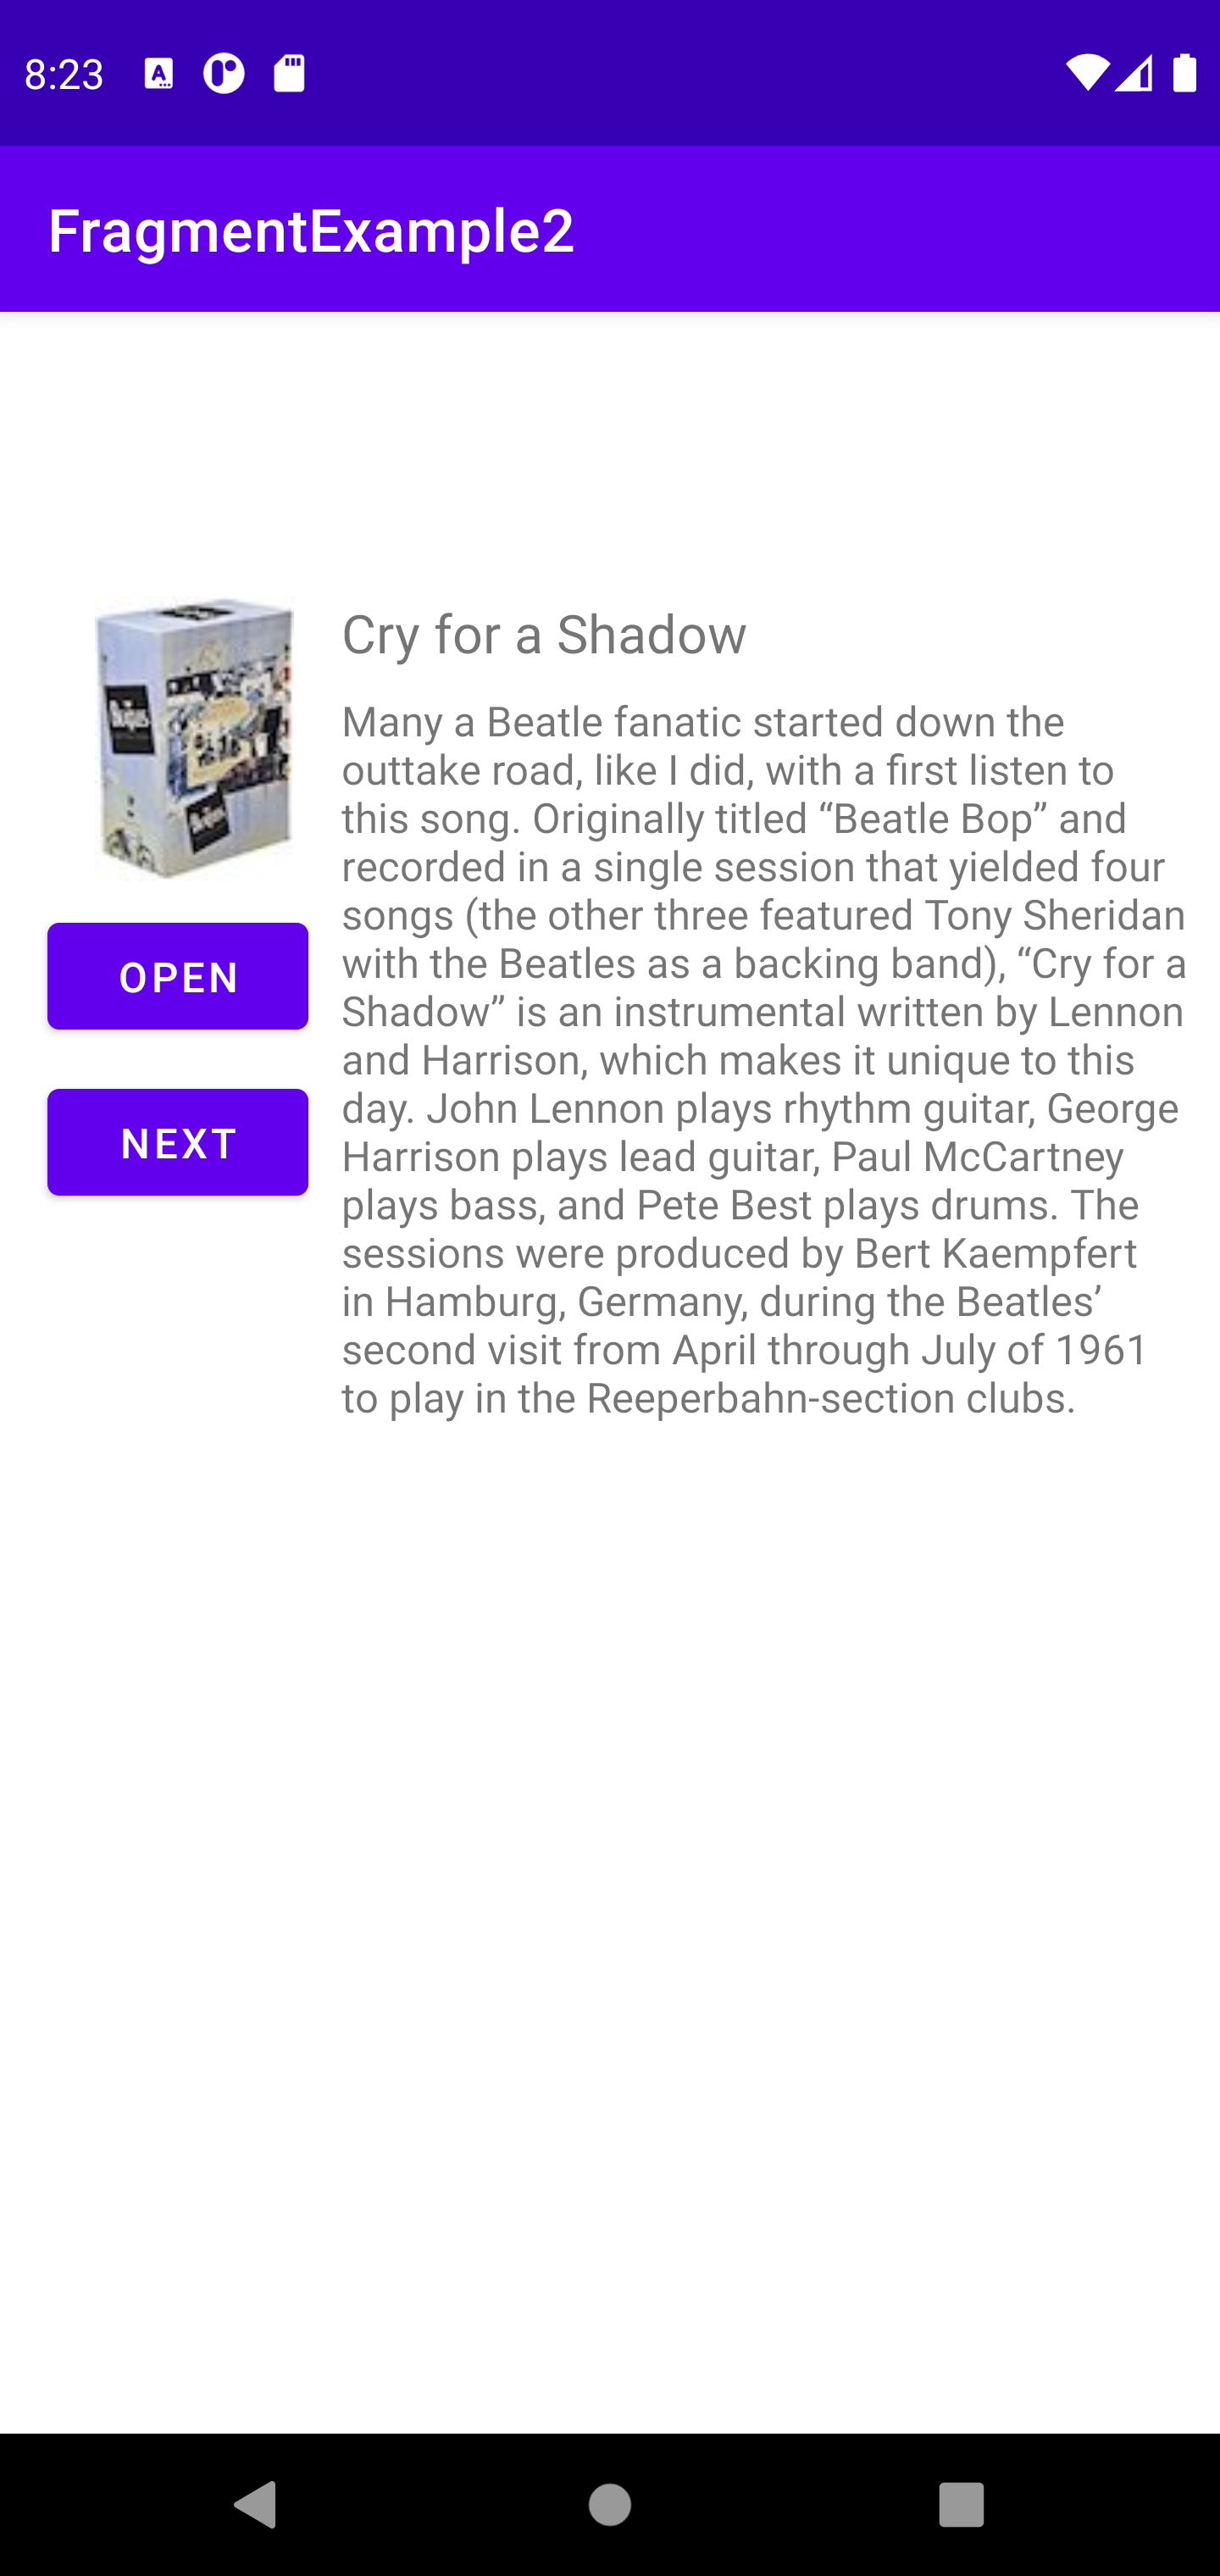 8:23
FragmentExample2
Cry for a Shadow
Many a Beatle fanatic started down the
outtake road, like I did, with a first listen to
this song. Originally titled “Beatle Bop” and
recorded in a single session that yielded four
songs (the other three featured Tony Sheridan
with the Beatles as a backing band), “Cry for a
Shadow” is an instrumental written by Lennon
and Harrison, which makes it unique to this
day. John Lennon plays rhythm guitar, George
Harrison plays lead guitar, Paul McCartney
plays bass, and Pete Best plays drums. The
sessions were produced by Bert Kaempfert
in Hamburg, Germany, during the Beatles’
second visit from April through July of 1961
to play in the Reeperbahn-section clubs.
OPEN
NEXT